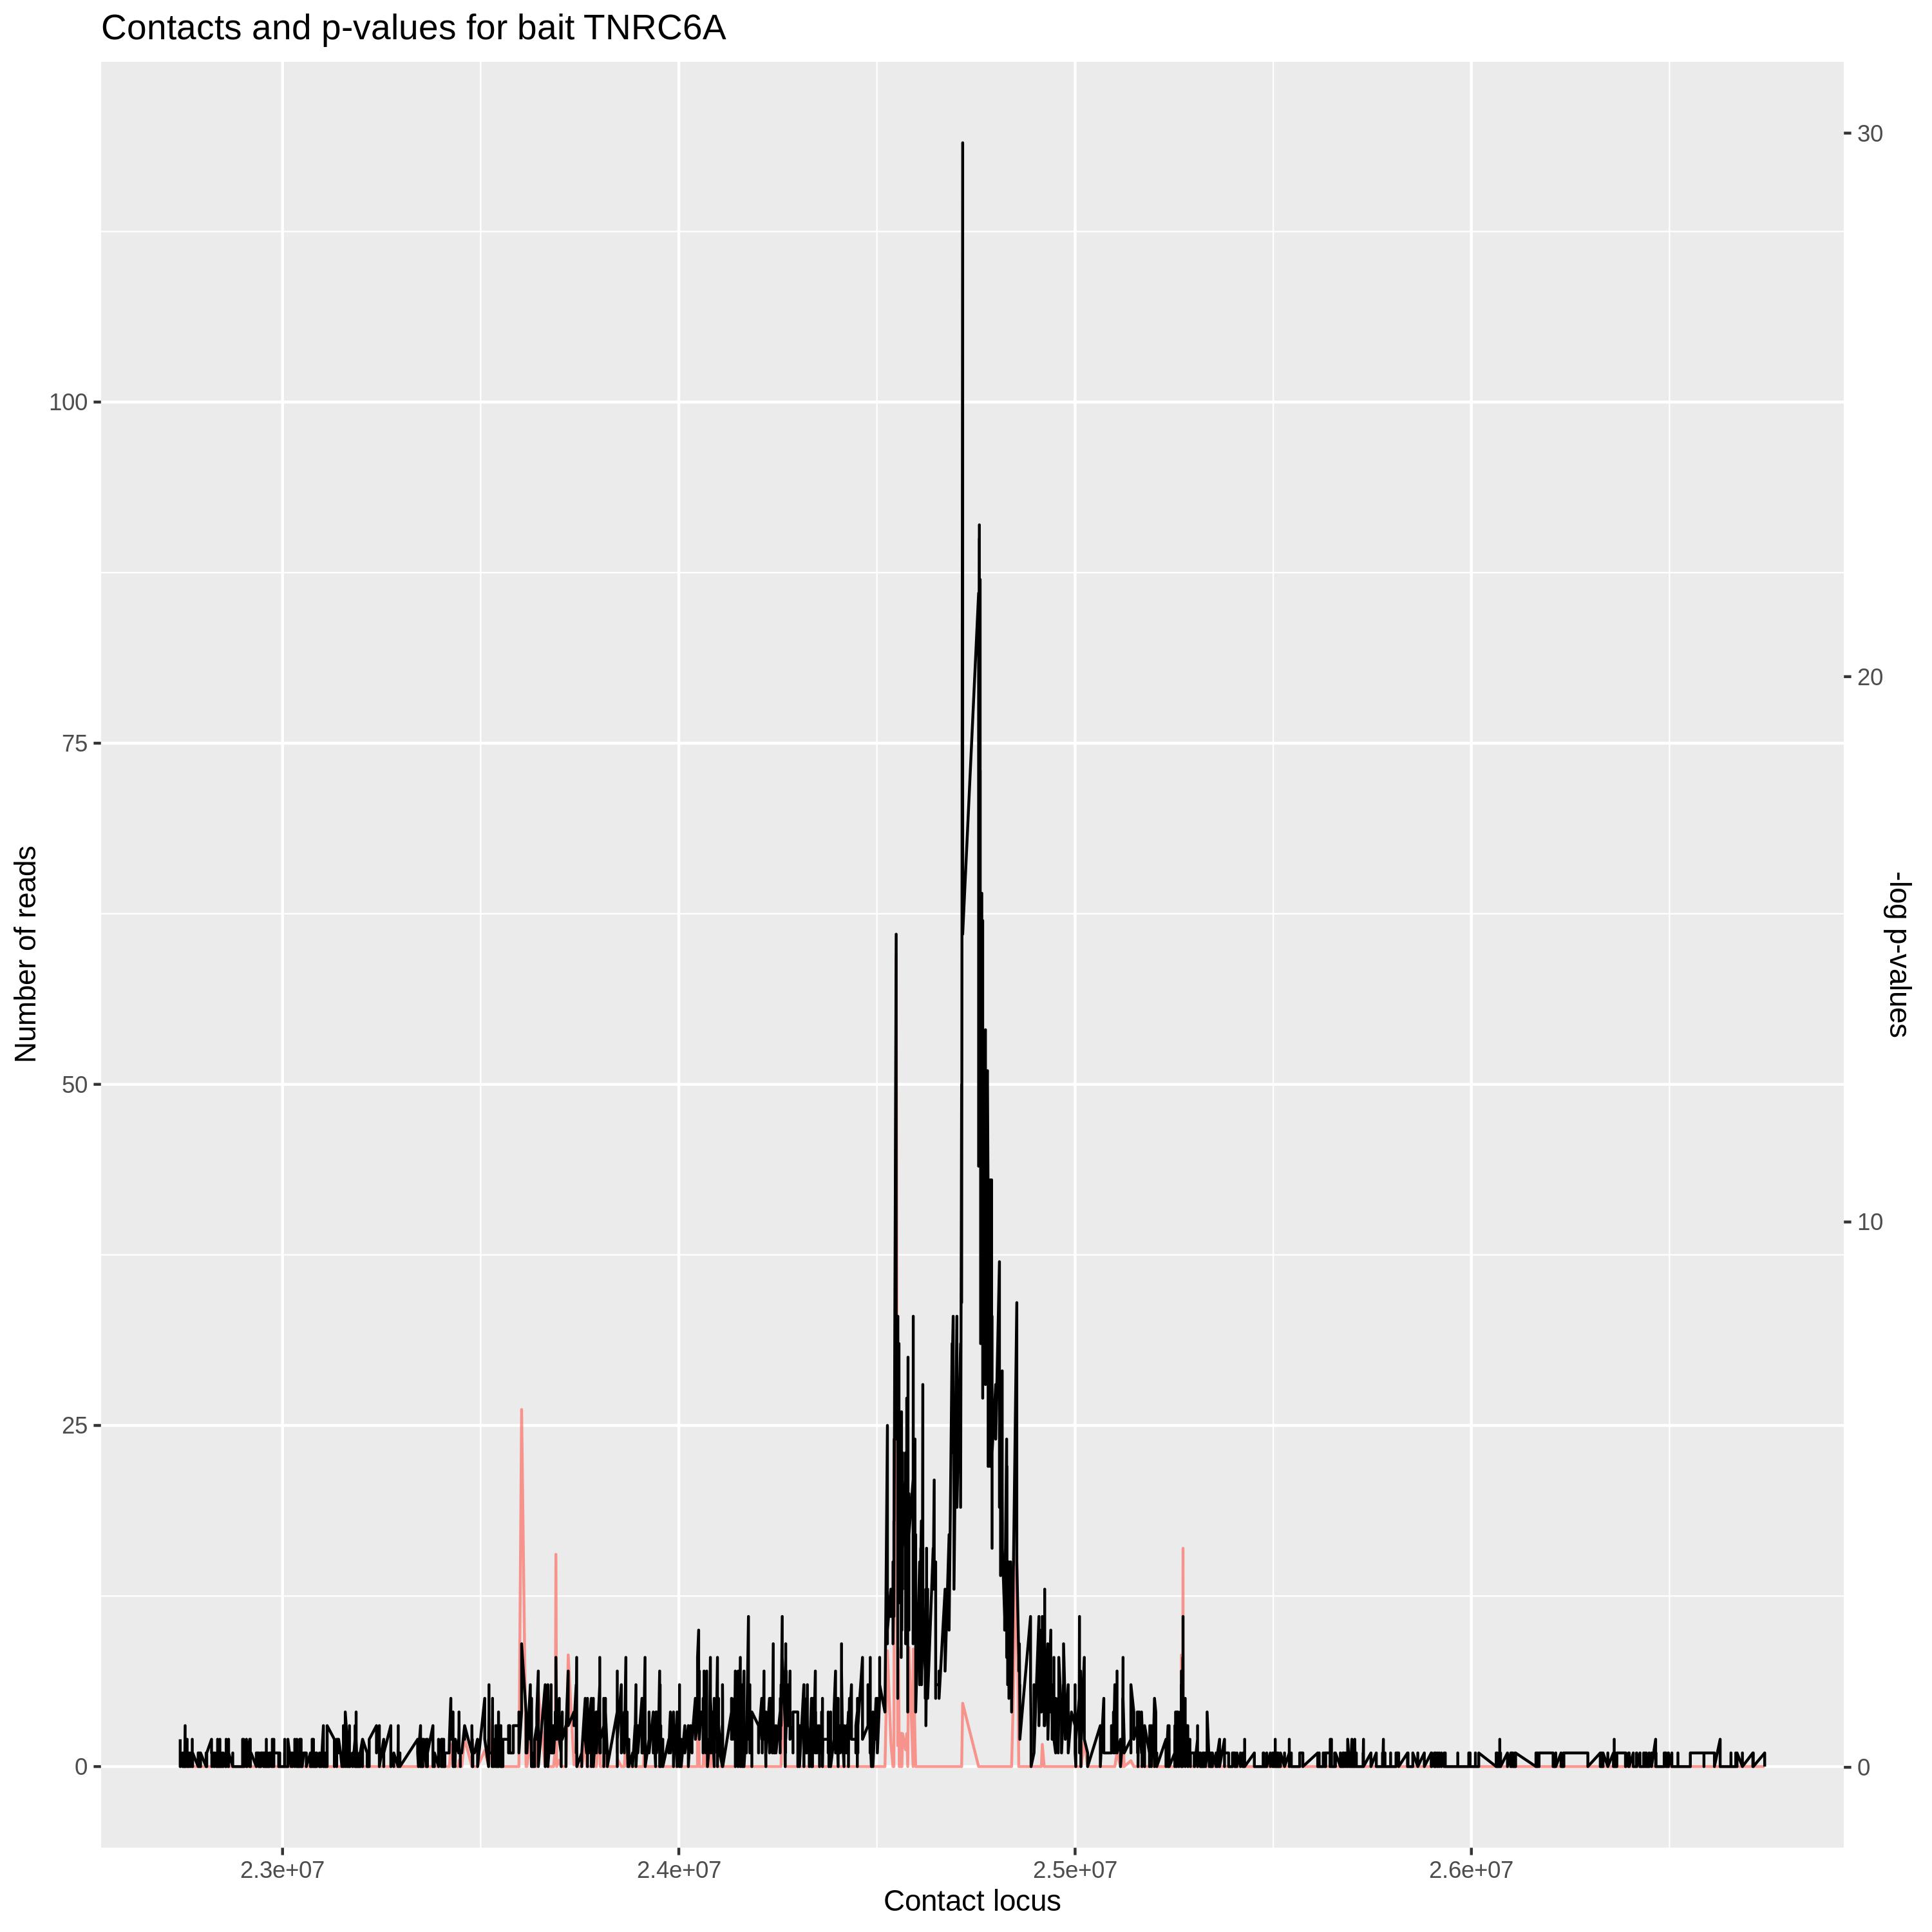 Contacts and p-values for bait TNRC6A
Number of reads
100
75
50
25
0
30
20
10
0
-log p-values
2.3e+07
2.4e+07
2.5e+07
2.6e+07
Contact locus